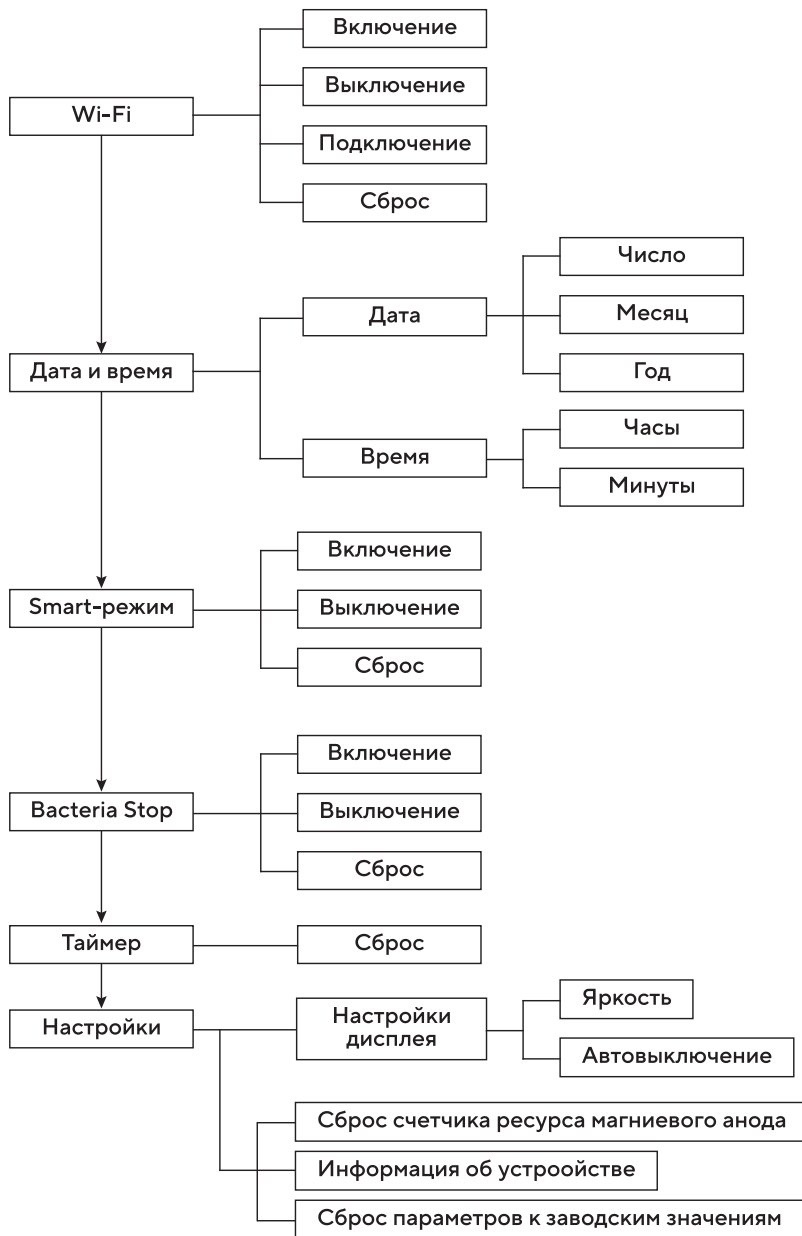 Включение
Выключение
Wi-Fi
Подключение
Сброс
Число
Дата
Месяц
Дата и время
Год
Часы
Время
Минуты
Включение
Smart-режим
Выключение
Сброс
Включение
Bacteria Stop
Выключение
Сброс
Таймер
Сброс
Яркость
Настройки
Настройки
дисплея
Автовыключение
Сброс счетчика ресурса магниевого анода
Информация об устроойстве
Сброс параметров к заводским значениям